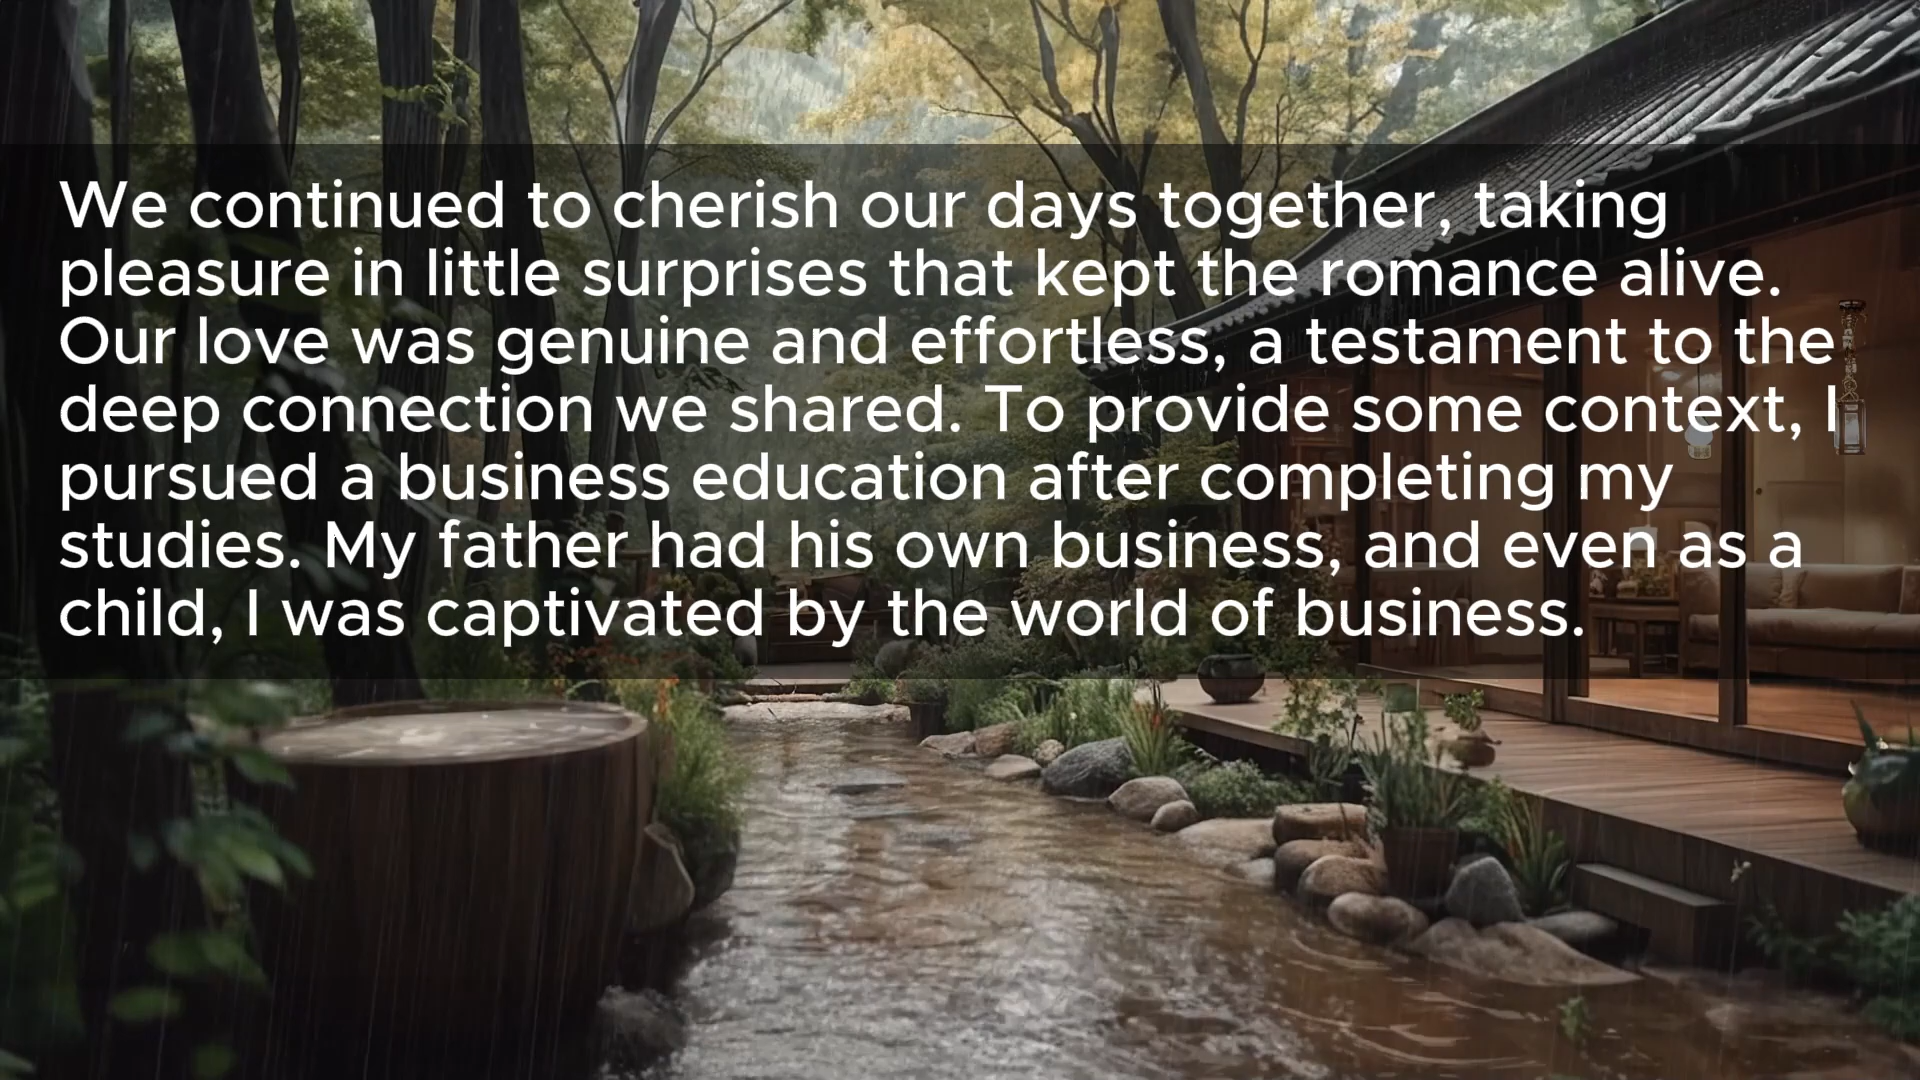 We continued to cherish our days together, taking
pleasure in little surprises that kept the romance alive.
Our love was genuine and effortless, a testament to the
deep connection we shared. To provide some context, I
pursued a business education after completing my
studies. My father had his own business, and even as a
child, I was captivated by the world of business.